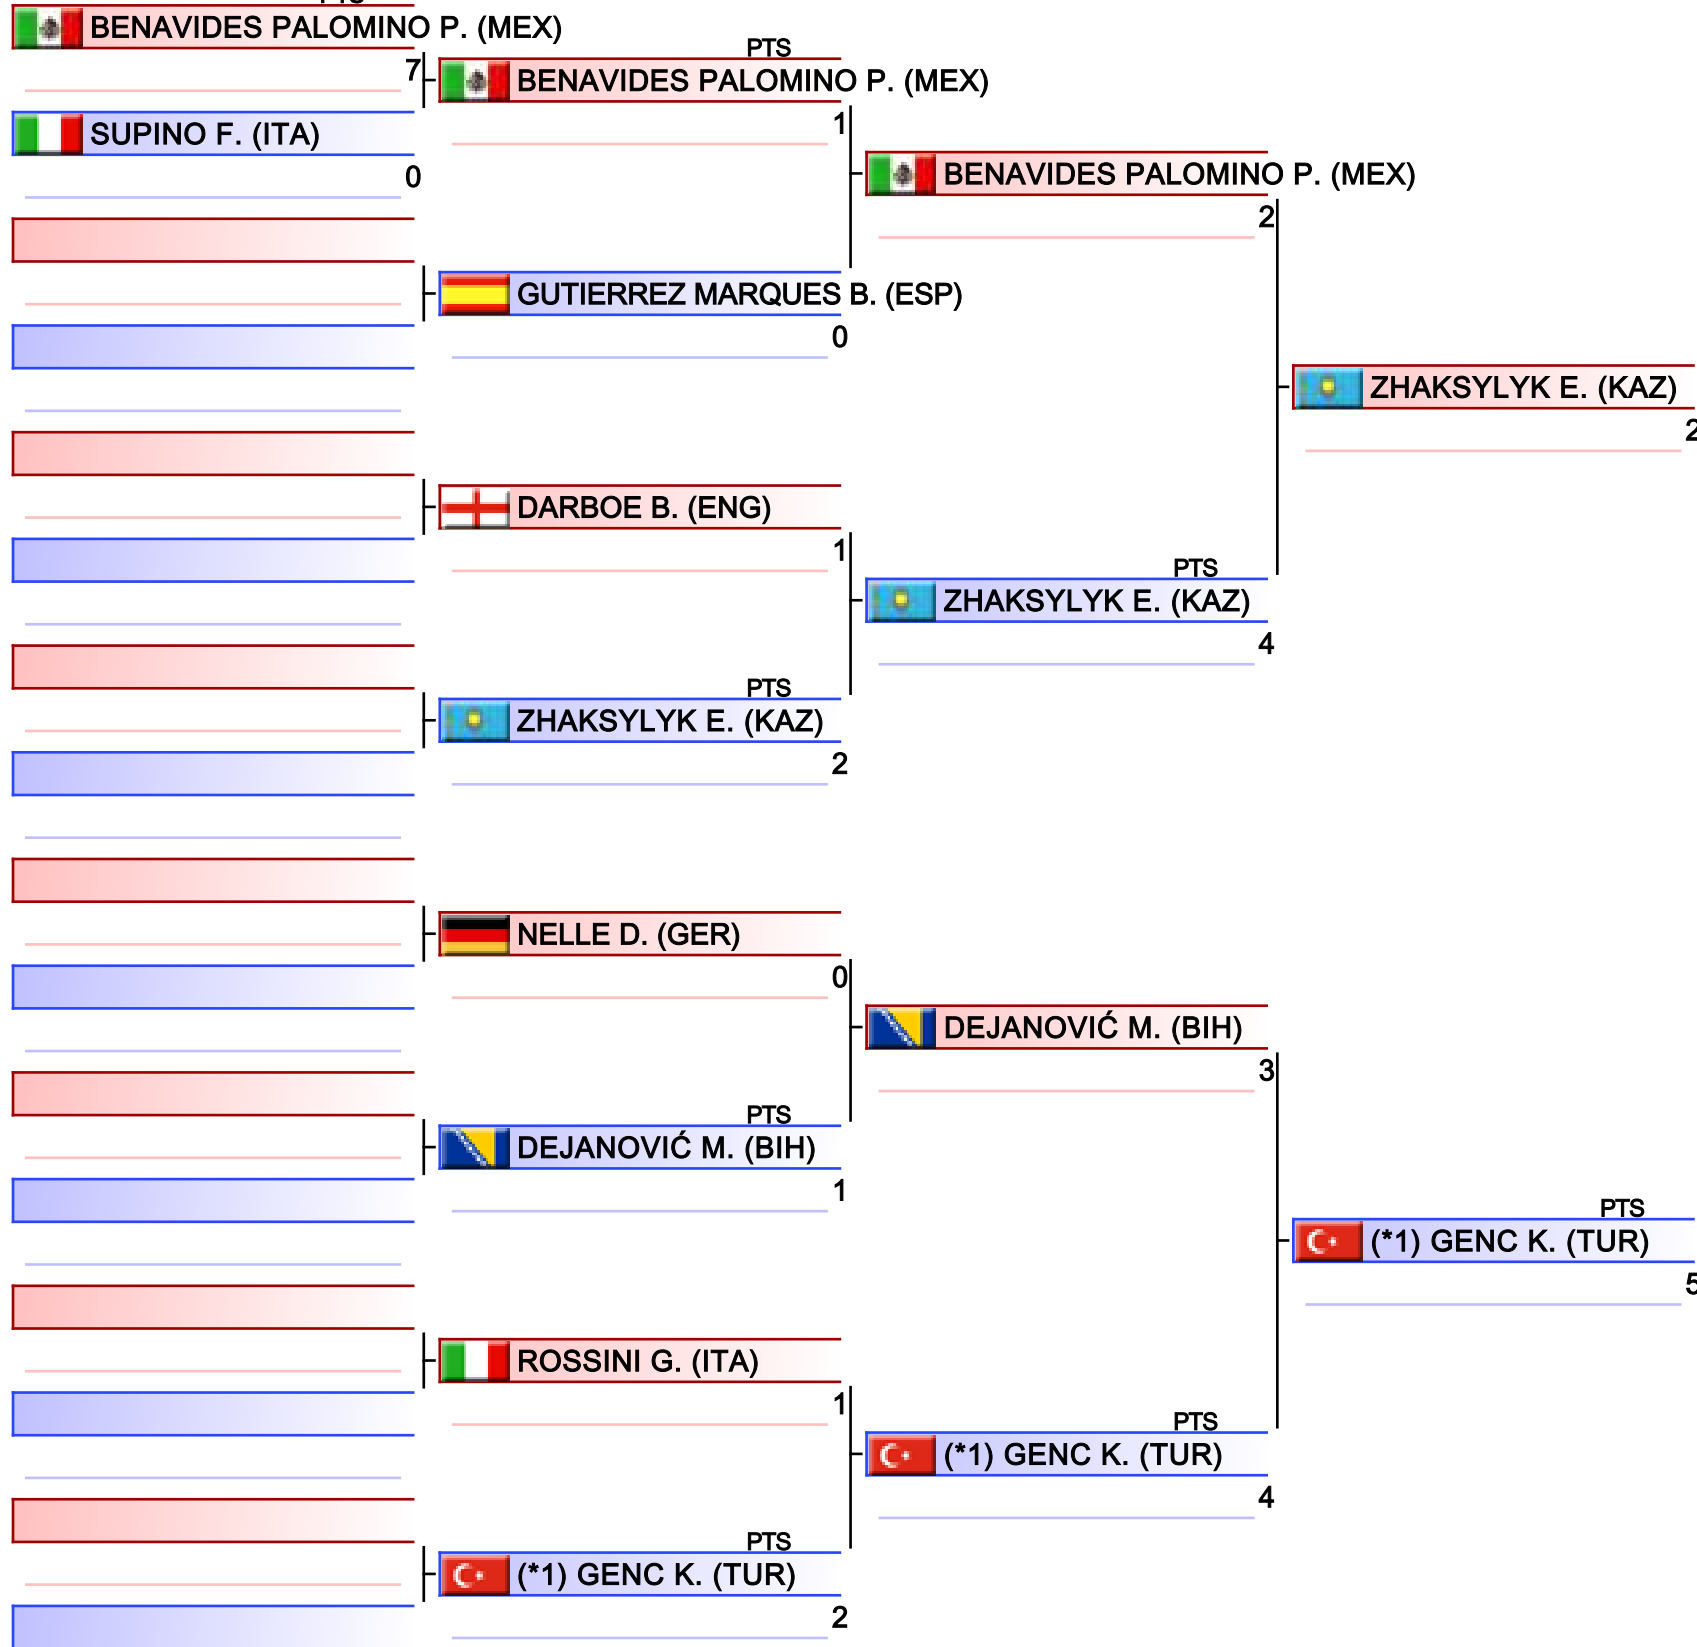 BENAVIDES PALOMINO P. (MEX)
7
SUPINO F. (ITA)
0
PTS
BENAVIDES PALOMINO P. (MEX)
1
GUTIERREZ MARQUES B. (ESP)
0
DARBOE B. (ENG)
1
PTS
ZHAKSYLYK E. (KAZ)
2
NELLE D. (GER)
0
PTS
DEJANOVIĆ M. (BIH)
1
ROSSINI G. (ITA)
1
PTS
(*1) GENC K. (TUR)
2
BENAVIDES PALOMINO P. (MEX)
2
PTS
ZHAKSYLYK E. (KAZ)
4
DEJANOVIĆ M. (BIH)
3
PTS
(*1) GENC K. (TUR)
4
ZHAKSYLYK E. (KAZ)
2
PTS
(*1) GENC K. (TUR)
5